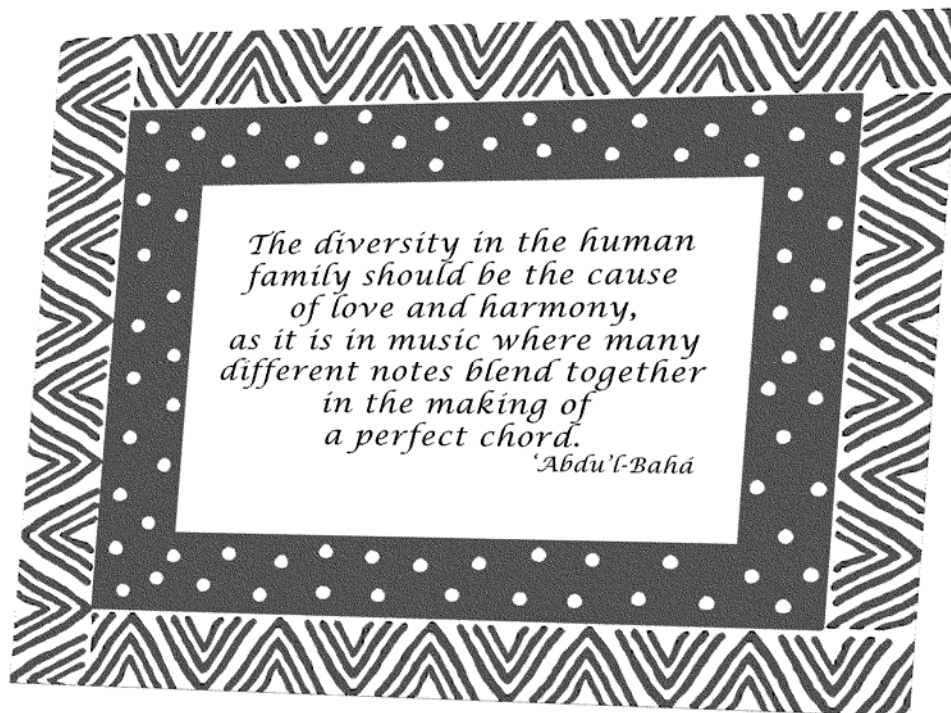 The diversity in the human
family should be the cause
of love and harmony,
as it is in music where many
different notes blend together
in the making of
a perfect chord.
‘Abdu’l-Bahá